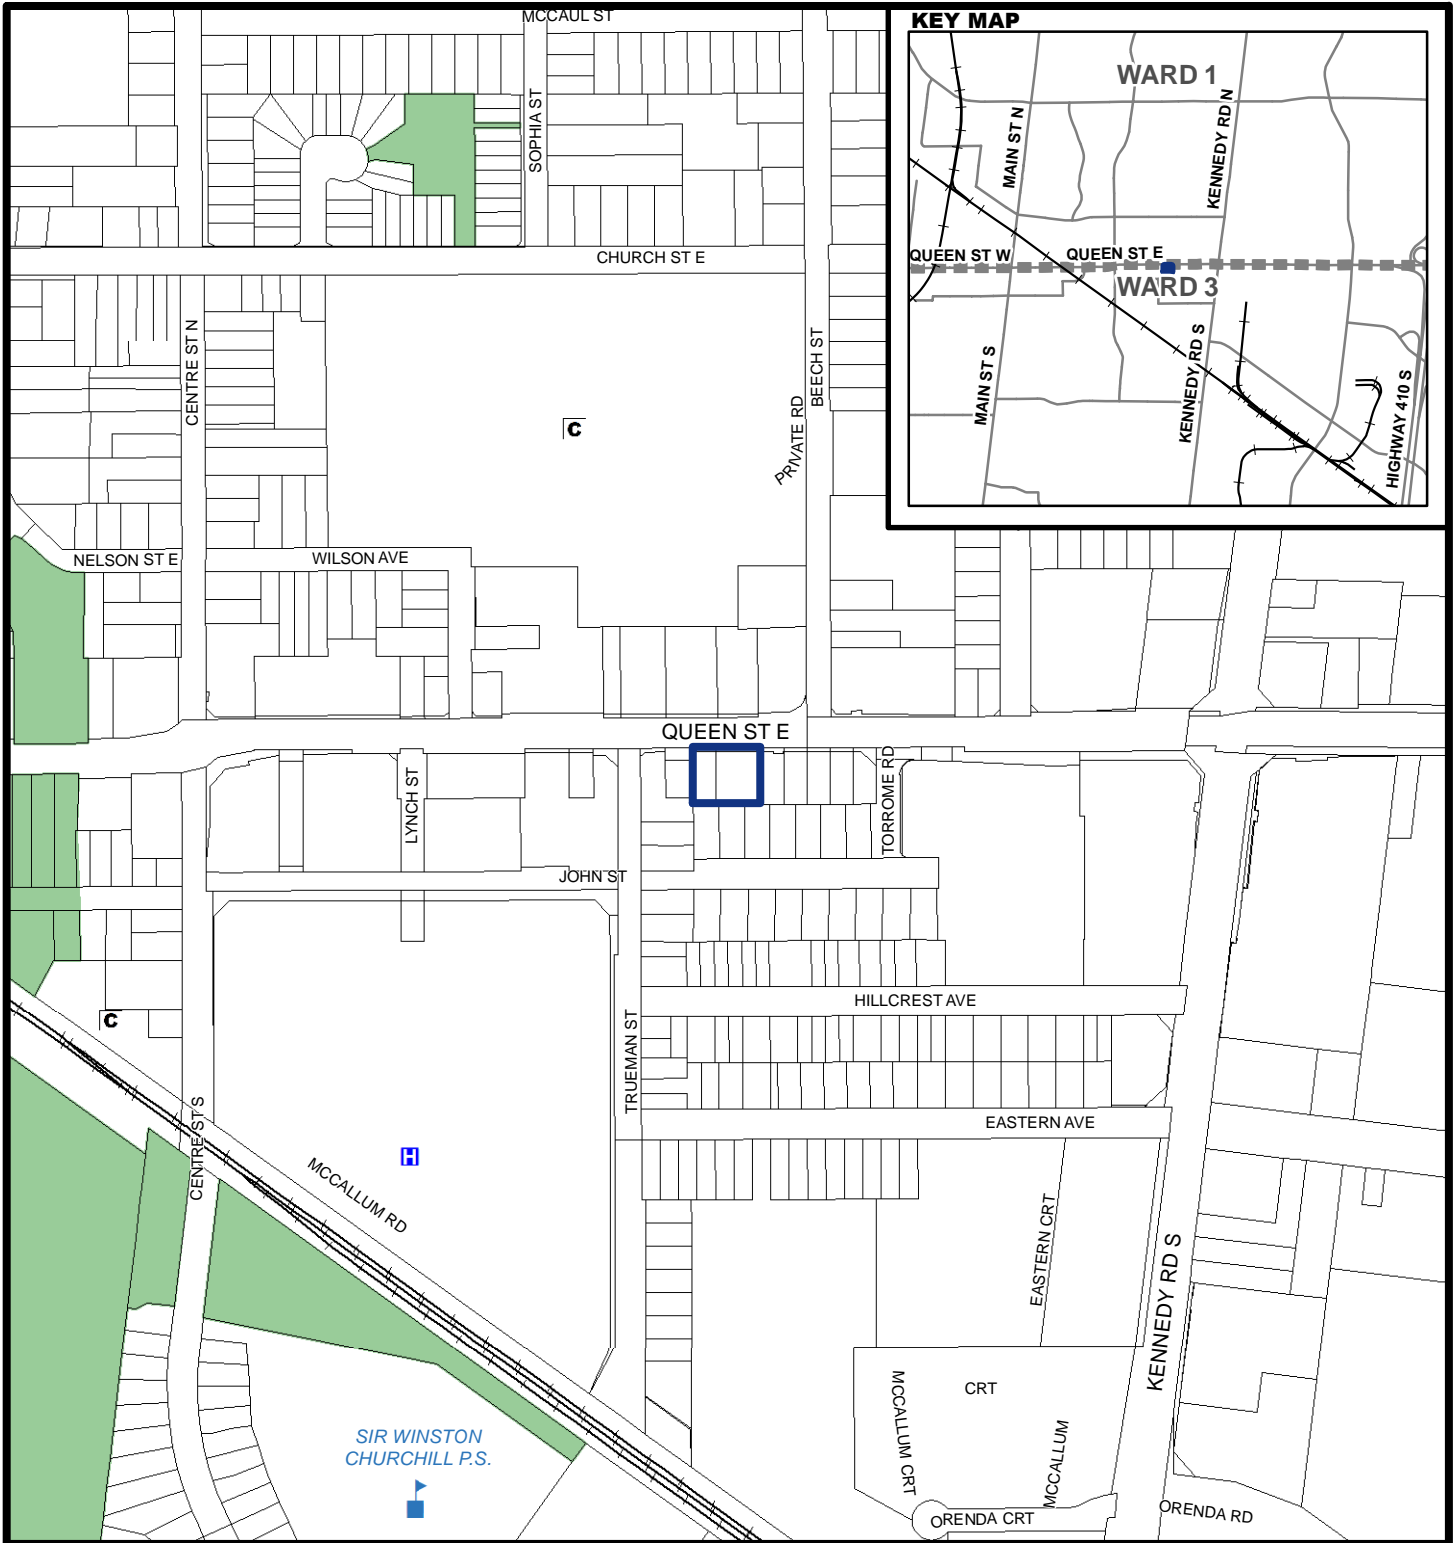 MCCAUL ST
KEY MAP
WARD 1
MAIN ST N
KENNEDY RD N
QUEEN ST W
QUEEN ST E
WARD 3
MAIN ST S
KENNEDY RD S
HIGHWAY 410 S
SOPHIA ST
CHURCH ST E
CENTRE ST N
BEECH ST
PRIVATE RD
C
NELSON ST E
WILSON AVE
QUEEN ST E
LYNCH ST
TORROME RD
JOHN ST
HILLCREST AVE
C
TRUEMAN ST
EASTERN AVE
CENTRE ST S
H
MCCALLUM RD
EASTERN CRT
KENNEDY RD S
MCCALLUM CRT
CRT
MCCALLUM
SIR WINSTON
CHURCHILL P.S.
ORENDA CRT
ORENDA RD